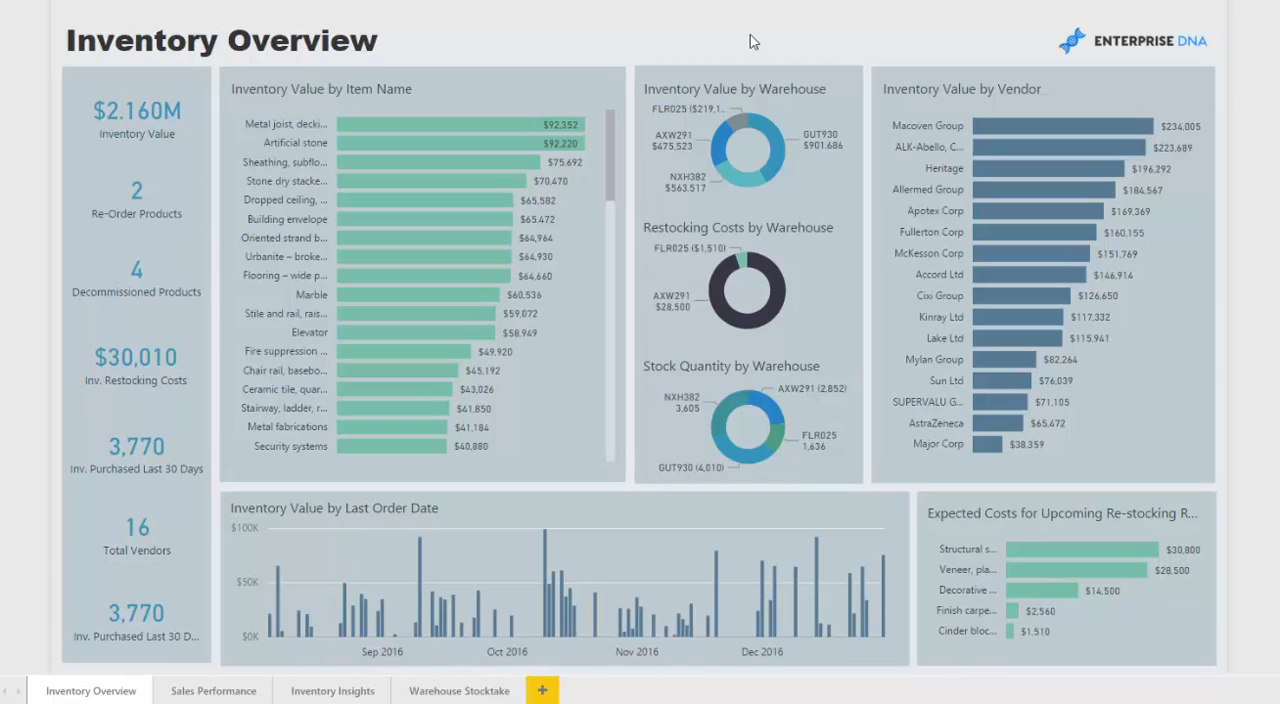 Inventory Overview
ENTERPRISE DNA
$2.160M
Inventory Value
2
Re-Order Products
4
Decommissioned Products
$30,010
Inv. Restocking Costs
3,770
Inv. Purchased Last 30 Days
16
Total Vendors
3,770
Inv. Purchased Last 30 D...
Inventory Value by Item Name
Metal joist, decki... $92,352
Artificial stone $92,220
Sheathing, subflo... $75,692
Stone dry stacke... $70,470
Dropped ceiling, ... $65,582
Building envelope $65,472
Oriented strand b... $64,964
Urbanite – broke... $64,930
Flooring – wide p... $64,660
Marble $60,536
Stile and rail, rais... $59,072
Elevator $58,949
Fire suppression ... $49,920
Chair rail, basebo... $45,192
Ceramic tile, quar... $43,026
Stairway, ladder, r... $41,850
Metal fabrications $41,184
Security systems $40,880
Inventory Value by Warehouse
FLR025 ($219,1...
AXW291
$475,523
GUT930
$901,686
NXH382
$563,517
Restocking Costs by Warehouse
FLR025 ($1,510)
AXW291
$28,500
Stock Quantity by Warehouse
AXW291 (2,852)
NXH382
3,605
FLR025
1,636
GUT930 (4,010)
Inventory Value by Vendor
Macoven Group $234,005
ALK-Abello, C... $223,689
Heritage $196,292
Allermed Group $184,567
Apotex Corp $169,369
Fullerton Corp $160,155
McKesson Corp $151,769
Accord Ltd $146,914
Cixi Group $126,650
Kinray Ltd $117,332
Lake Ltd $115,941
Mylan Group $82,264
Sun Ltd $76,039
SUPERVALU G... $71,105
AstraZeneca $65,472
Major Corp $38,359
Inventory Value by Last Order Date
$100K
$50K
$0K
Sep 2016 Oct 2016 Nov 2016 Dec 2016
Expected Costs for Upcoming Re-stocking R...
Structural s... $30,800
Veneer, pla... $28,500
Decorative ... $14,500
Finish carpe... $2,560
Cinder bloc... $1,510
Inventory Overview Sales Performance Inventory Insights Warehouse Stocktake +